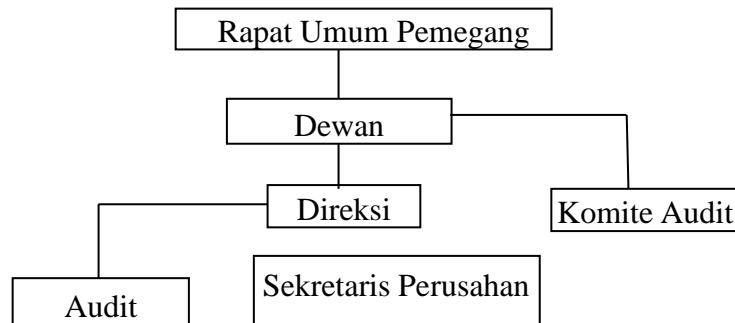 Rapat Umum Pemegang
Dewan
Direksi
Komite Audit
Sekretaris Perusahan
Audit